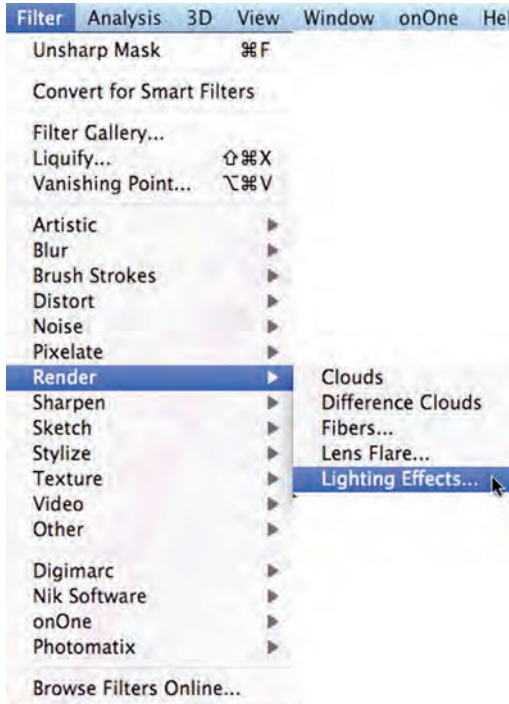 Filter Analysis 3D View Window onOne Hel
Unsharp Mask ⌘F
Convert for Smart Filters
Filter Gallery...
Liquify... ⇧⌘X
Vanishing Point... ⌥⌘V
Artistic
Blur
Brush Strokes
Distort
Noise
Pixelate
Render
Sharpen
Sketch
Stylize
Texture
Video
Other
Digimarc
Nik Software
onOne
Photomatix
Browse Filters Online...
Clouds
Difference Clouds
Fibers...
Lens Flare...
Lighting Effects...